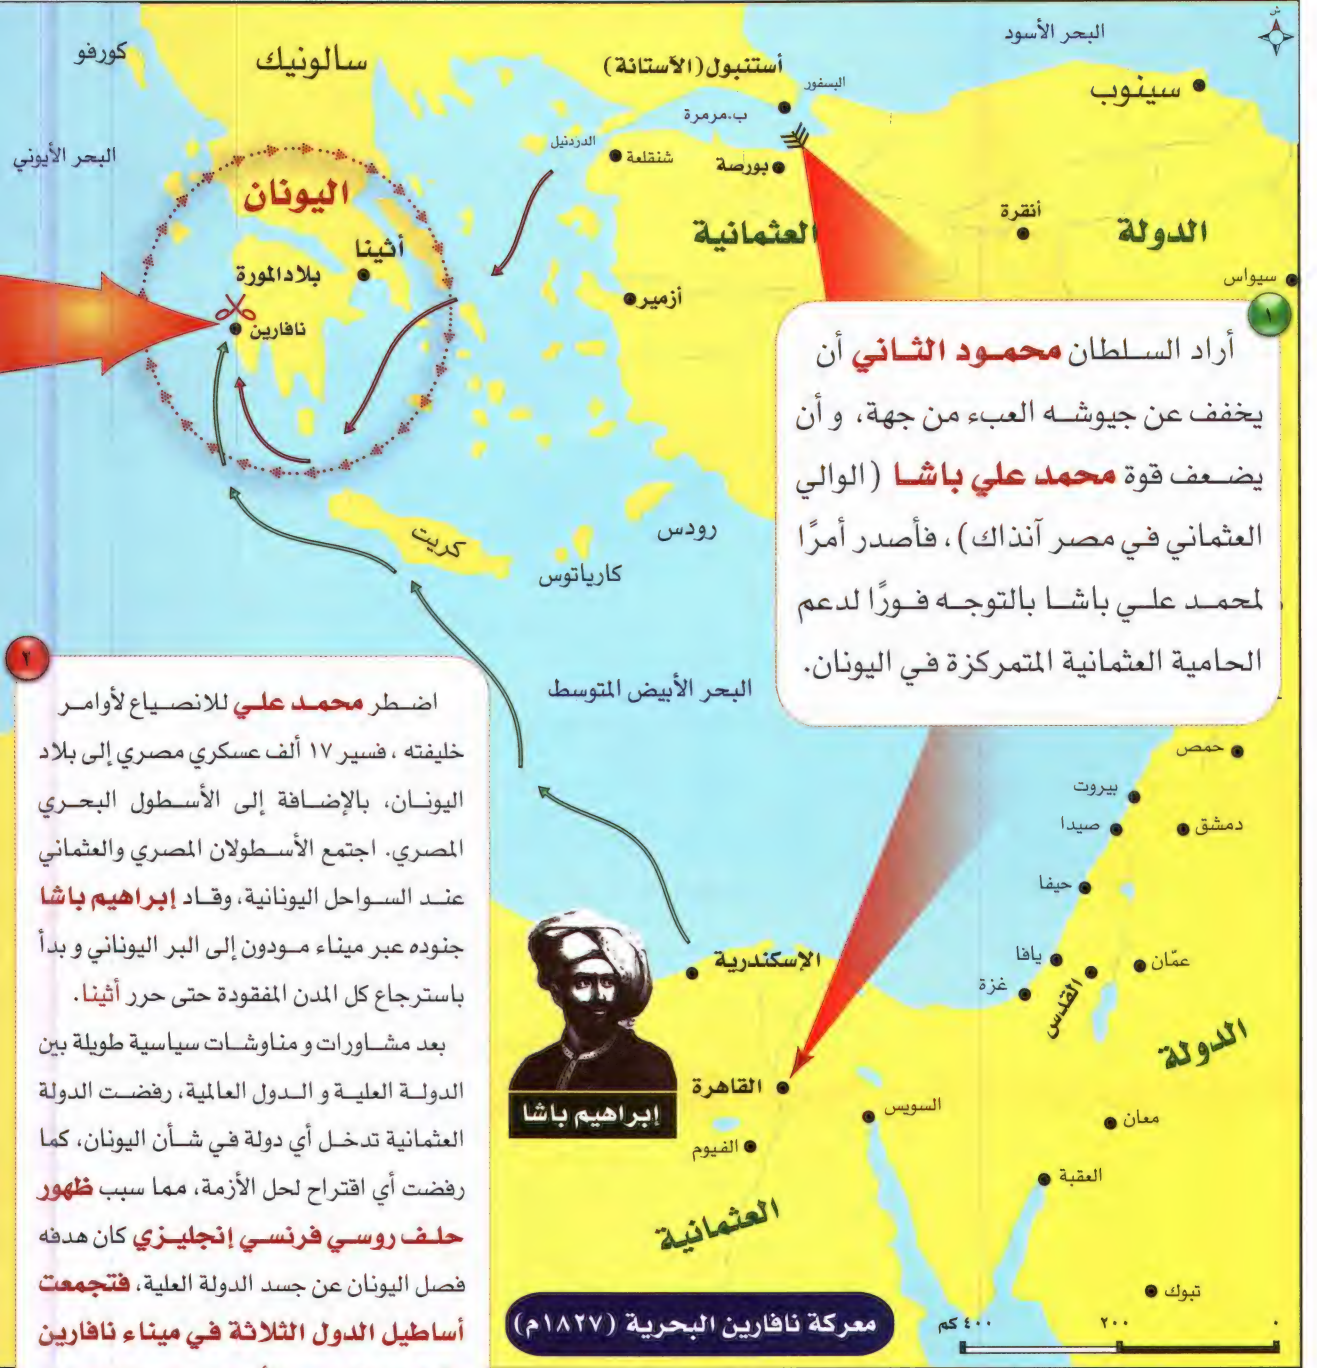 ش
البحر الأسود
كورفو
سالونيك
أستنبول (الآستانة)
البسفور
سينوب
ب.مرمرة
الدردنيل
شنقلعة
بورصة
البحر الأيوني
اليونان
أنقرة
العثمانية
الدولة
أثينا
بلاد المورة
سيواس
أزمير
نافارين
١
أراد السلطان محمود الثاني أن
يخفف عن جيوشه العبء من جهة، و أن
يضعف قوة محمد علي باشا (الوالي
العثماني في مصر آنذاك)، فأصدر أمرًا
لمحمد علي باشا بالتوجه فورًا لدعم
الحامية العثمانية المتمركزة في اليونان.
رودس
كريت
كارياتوس
البحر الأبيض المتوسط
٢
اضطر محمد علي للانصياع لأوامر
خليفته ، فسير ١٧ ألف عسكري مصري إلى بلاد
اليونان، بالإضافة إلى الأسطول البحري
المصري. اجتمع الأسطولان المصري والعثماني
عند السواحل اليونانية، وقاد إبراهيم باشا
جنوده عبر ميناء مودون إلى البر اليوناني و بدأ
باسترجاع كل المدن المفقودة حتى حرر أثينا.
بعد مشاورات و مناوشات سياسية طويلة بين
الدولة العلية و الدول العالمية، رفضت الدولة
العثمانية تدخل أي دولة في شأن اليونان، كما
رفضت أي اقتراح لحل الأزمة، مما سبب ظهور
حلف روسي فرنسي إنجليزي كان هدفه
فصل اليونان عن جسد الدولة العلية، فتجمعت
أساطيل الدول الثلاثة في ميناء نافارين
حمص
بيروت
صيدا
دمشق
حيفا
يافا
عمّان
القدس
غزة
الإسكندرية
الدولة
القاهرة
السويس
إبراهيم باشا
معان
الفيوم
العقبة
العثمانية
تبوك
معركة نافارين البحرية (١٨٢٧م)
٤٠٠ كم
٢٠٠
٠